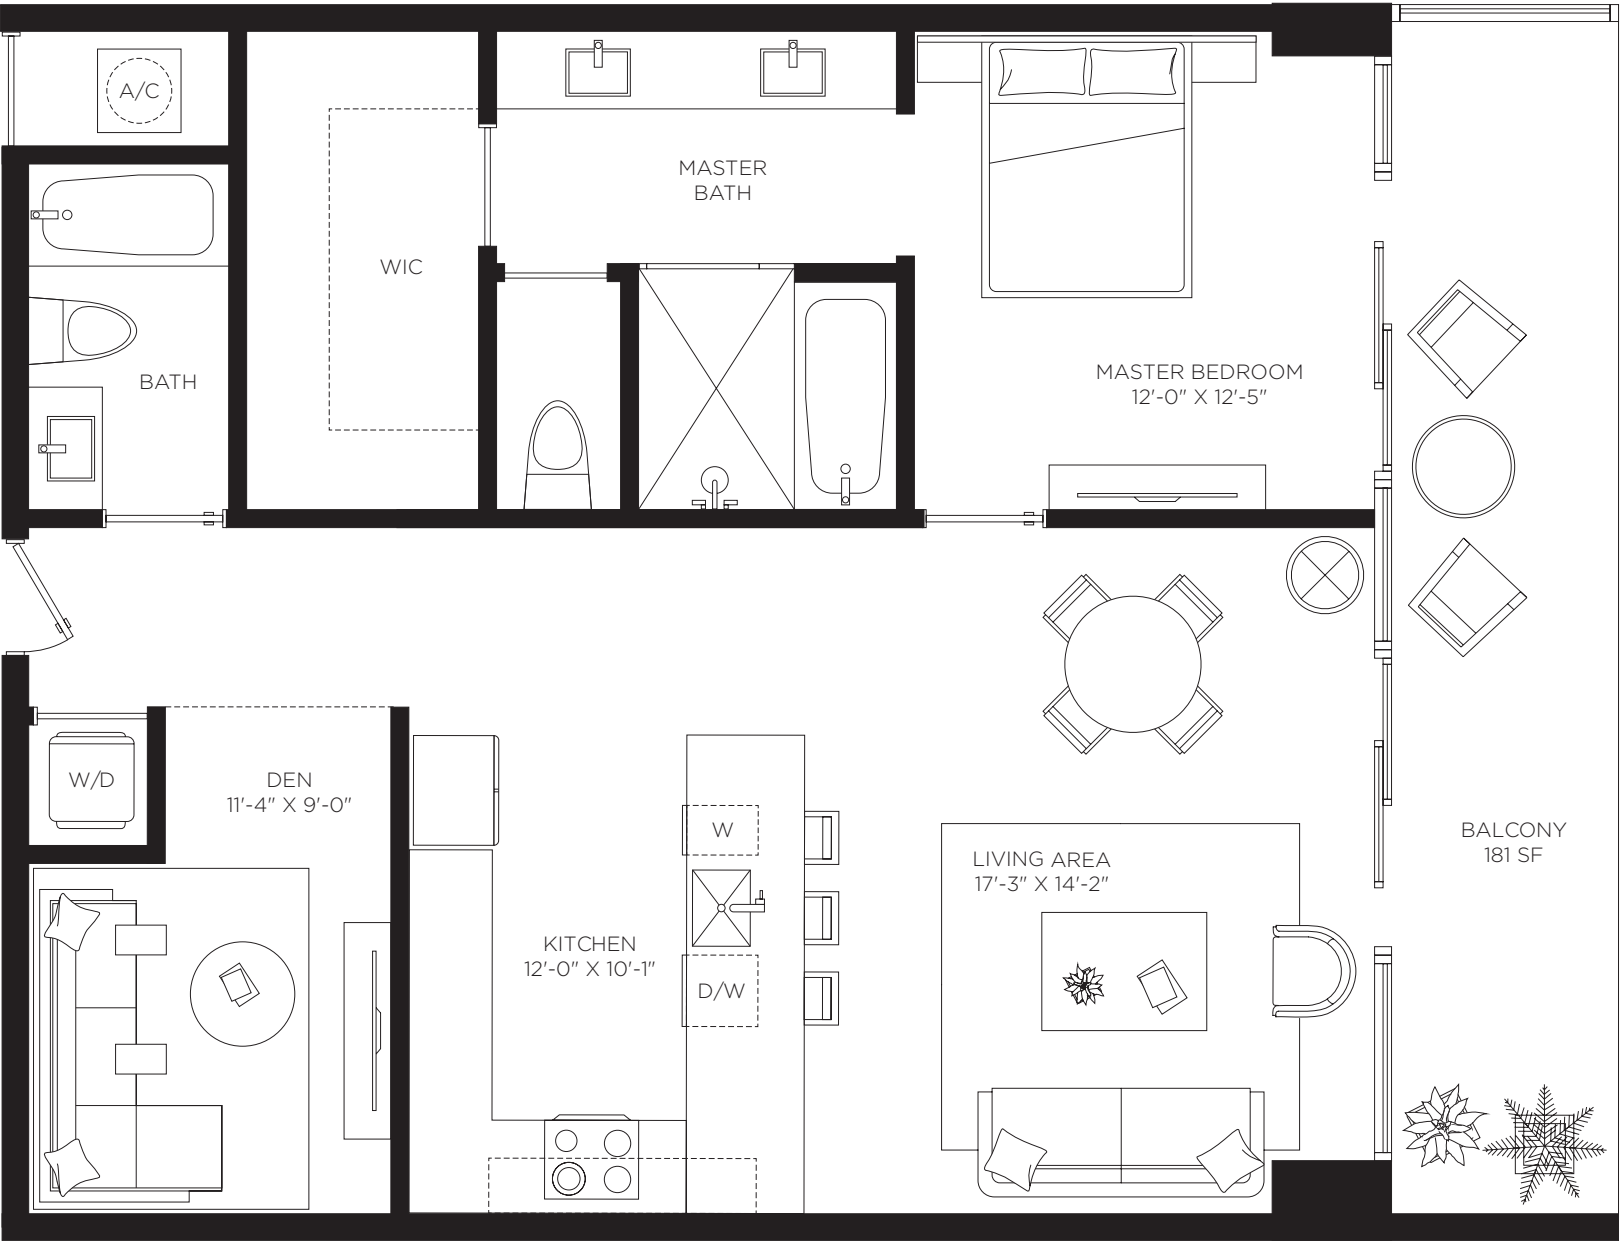 A/C
MASTER
BATH
WIC
BATH
MASTER BEDROOM
12'-0" X 12'-5"
W/D
DEN
11'-4" X 9'-0"
W
LIVING AREA
17'-3" X 14'-2"
BALCONY
181 SF
KITCHEN
12'-0" X 10'-1"
D/W